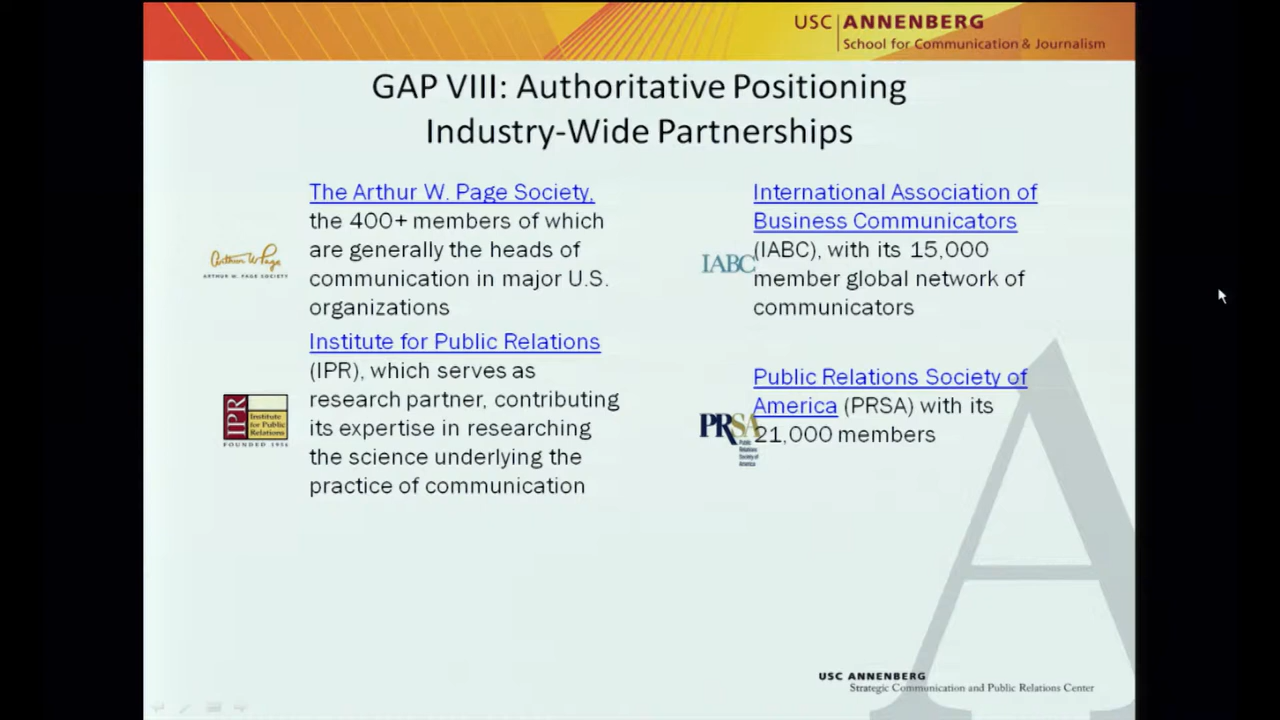 USC ANNENBERG
School for Communication & Journalism
GAP VIII: Authoritative Positioning
Industry-Wide Partnerships
The Arthur W. Page Society,
the 400+ members of which
are generally the heads of
communication in major U.S.
organizations
Arthur W Page
ARTHUR W. PAGE SOCIETY
Institute for Public Relations
(IPR), which serves as
research partner, contributing
its expertise in researching
the science underlying the
practice of communication
IPR
Institute
for Public
Relations
FOUNDED 1956
International Association of
Business Communicators
(IABC), with its 15,000
member global network of
communicators
IABC
Public Relations Society of
America (PRSA) with its
21,000 members
PRSA
Public
Relations
Society of
America
USC ANNENBERG
Strategic Communication and Public Relations Center